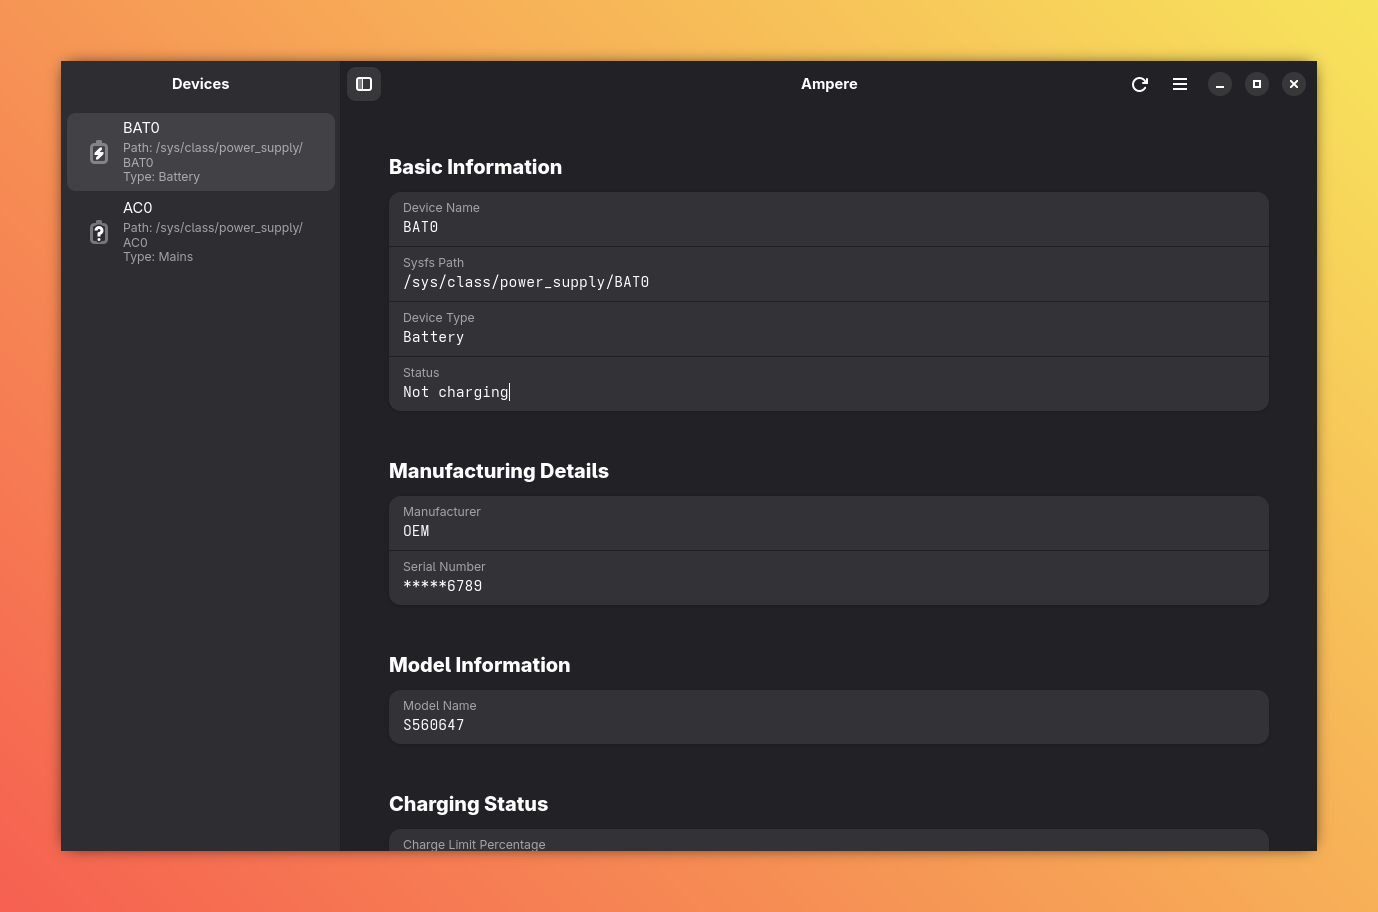 Devices
Ampere
BAT0
Path: /sys/class/power_supply/
BAT0
Type: Battery
AC0
Path: /sys/class/power_supply/
AC0
Type: Mains
Basic Information
Device Name
BAT0
Sysfs Path
/sys/class/power_supply/BAT0
Device Type
Battery
Status
Not charging
Manufacturing Details
Manufacturer
OEM
Serial Number
*****6789
Model Information
Model Name
S560647
Charging Status
Charge Limit Percentage